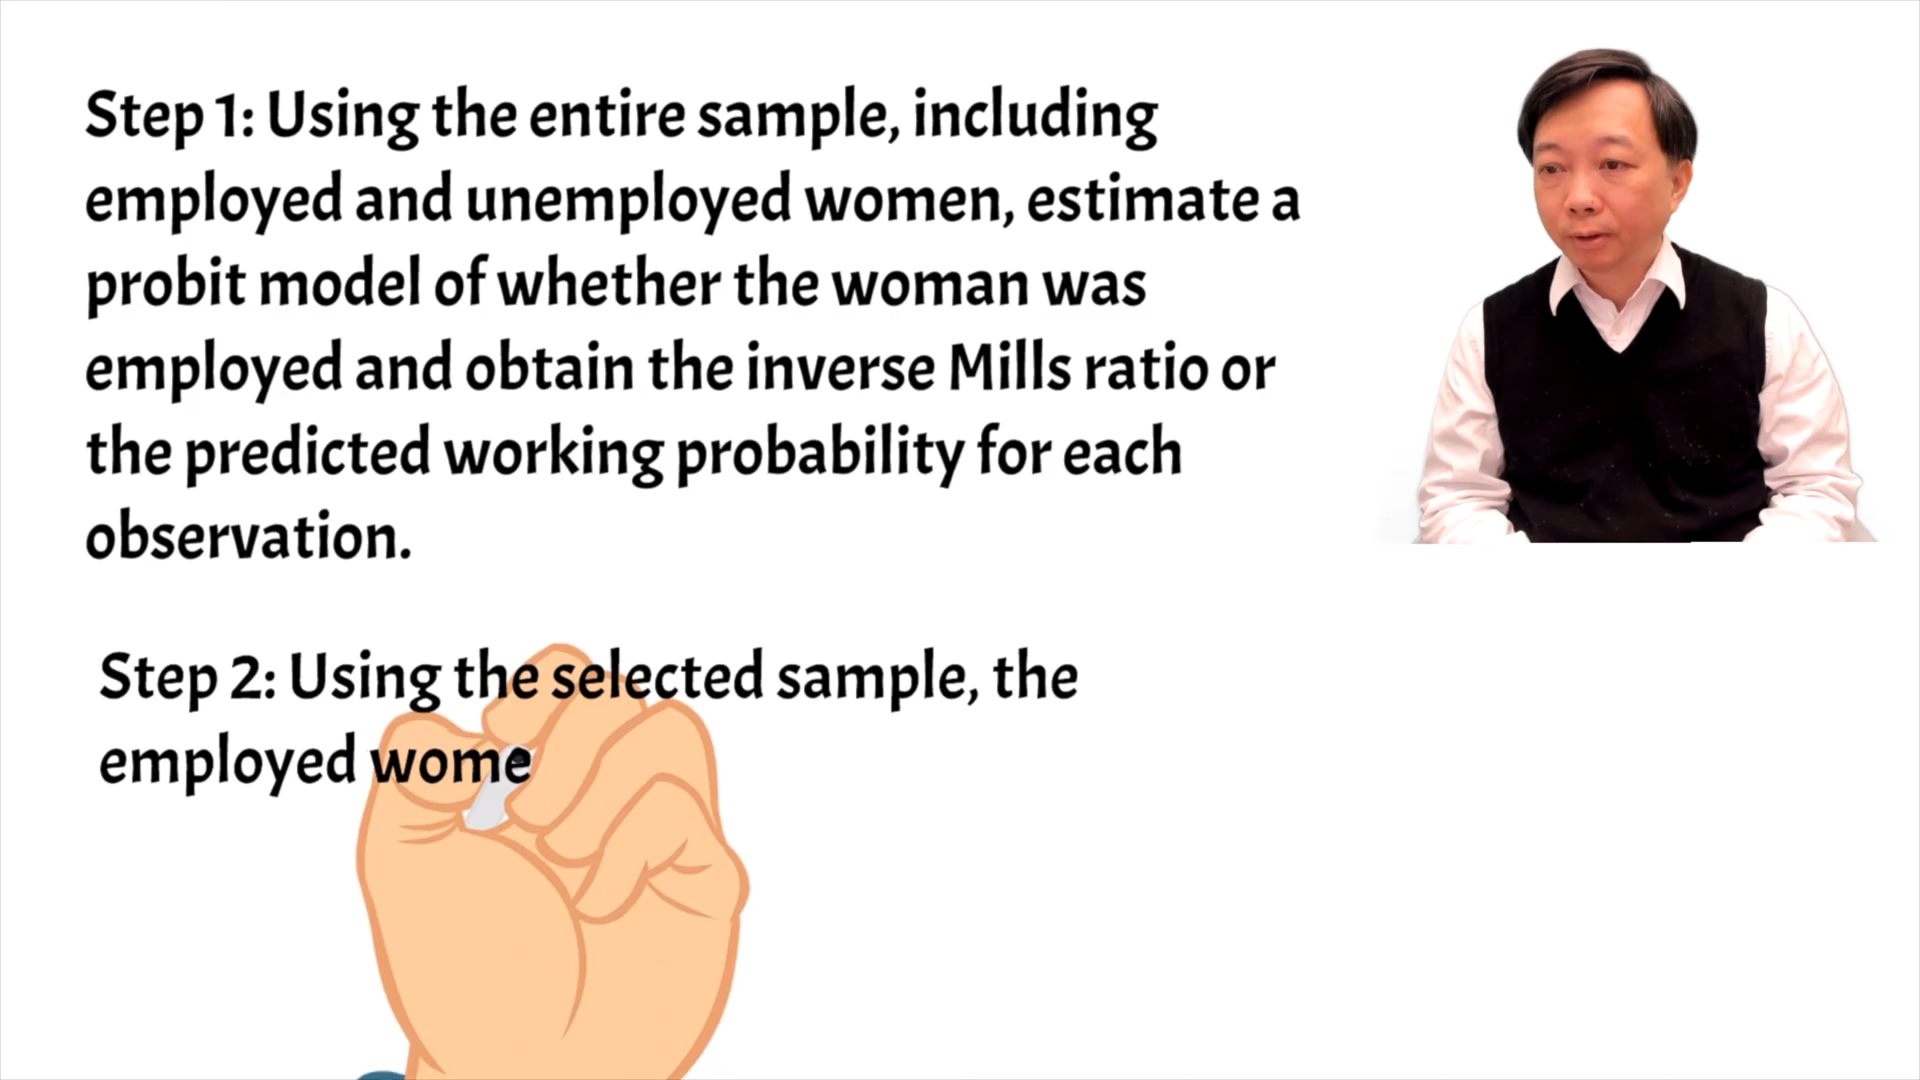 Step 1: Using the entire sample, including
employed and unemployed women, estimate a
probit model of whether the woman was
employed and obtain the inverse Mills ratio or
the predicted working probability for each
observation.
Step 2: Using the selected sample, the
employed wome